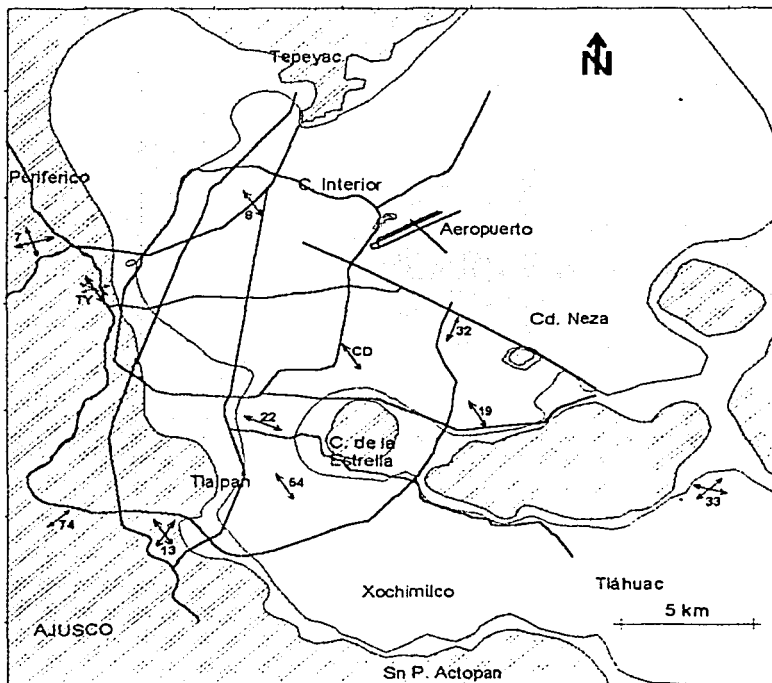 Tepeyac
N
Periferico
C. Interior
8
7
Aeropuerto
TY
32
Cd. Neza
CD
22
19
C. de la
Estrella
Tlalpan
54
33
74
13
Xochimilco
Tláhuac
5 km
AJUSCO
Sn P. Actopan